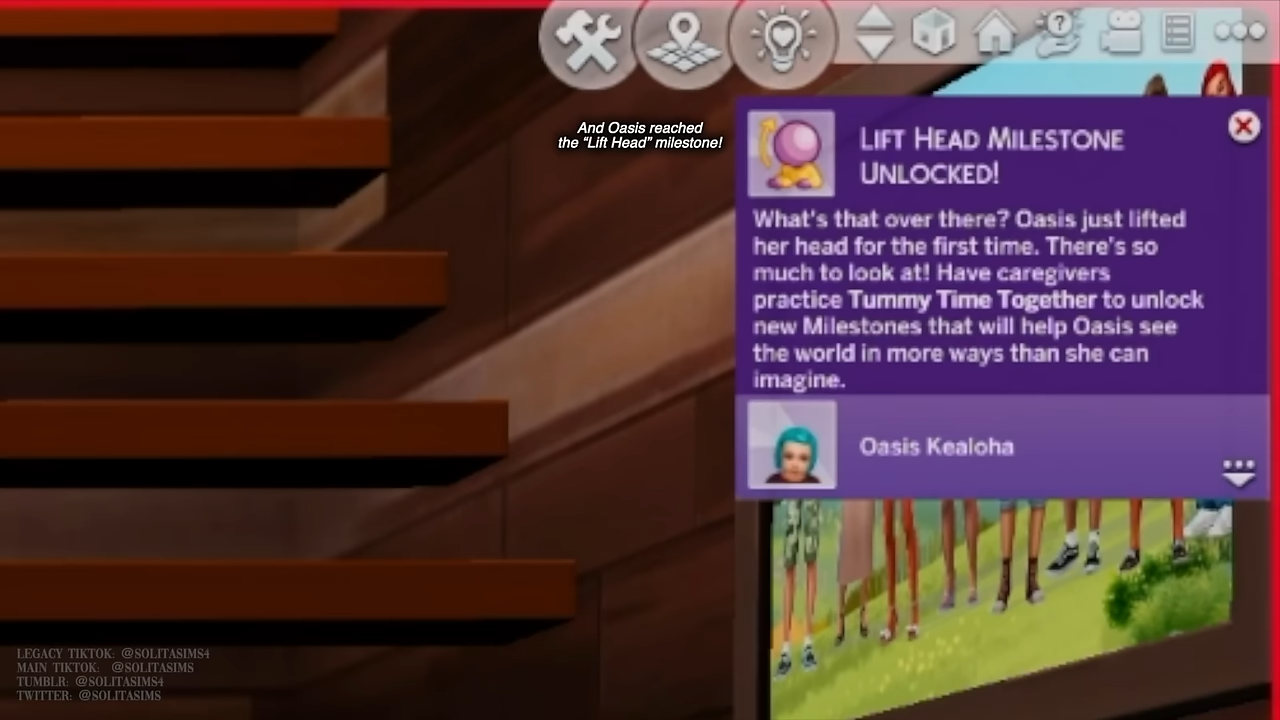 And Oasis reached
the “Lift Head” milestone!
Lift Head Milestone
Unlocked!
What's that over there? Oasis just lifted
her head for the first time. There's so
much to look at! Have caregivers
practice Tummy Time Together to unlock
new Milestones that will help Oasis see
the world in more ways than she can
imagine.
Oasis Kealoha
LEGACY TIKTOK: @SOLITASIMS4
MAIN TIKTOK: @SOLITASIMS
TUMBLR: @SOLITASIMS4
TWITTER: @SOLITASIMS